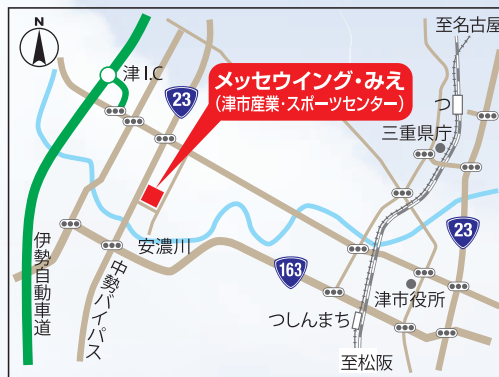 N
至名古屋
津I.C
23
メッセウイング・みえ
(津市産業・スポーツセンター)
つ
三重県庁
安濃川
伊勢自動車道
中勢バイパス
163
23
津市役所
つしんまち
至松阪